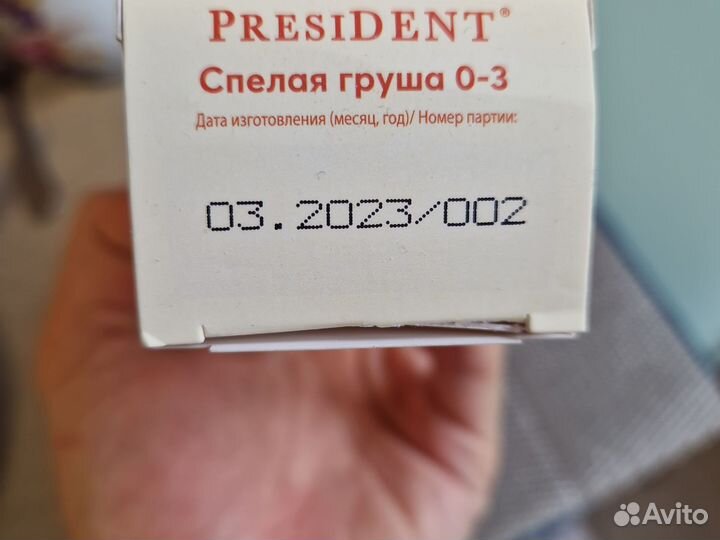 PRESIDENT®
Спелая груша 0-3
Дата изготовления (месяц, год)/ Номер партии:
03.2023/002
Avito